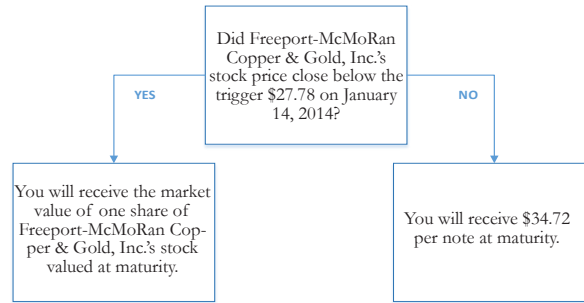 Did Freeport-McMoRan
Copper & Gold, Inc.'s
stock price close below the
trigger $27.78 on January
14, 2014?
YES
NO
You will receive the market
value of one share of
Freeport-McMoRan Cop-
per & Gold, Inc.'s stock
valued at maturity.
You will receive $34.72
per note at maturity.